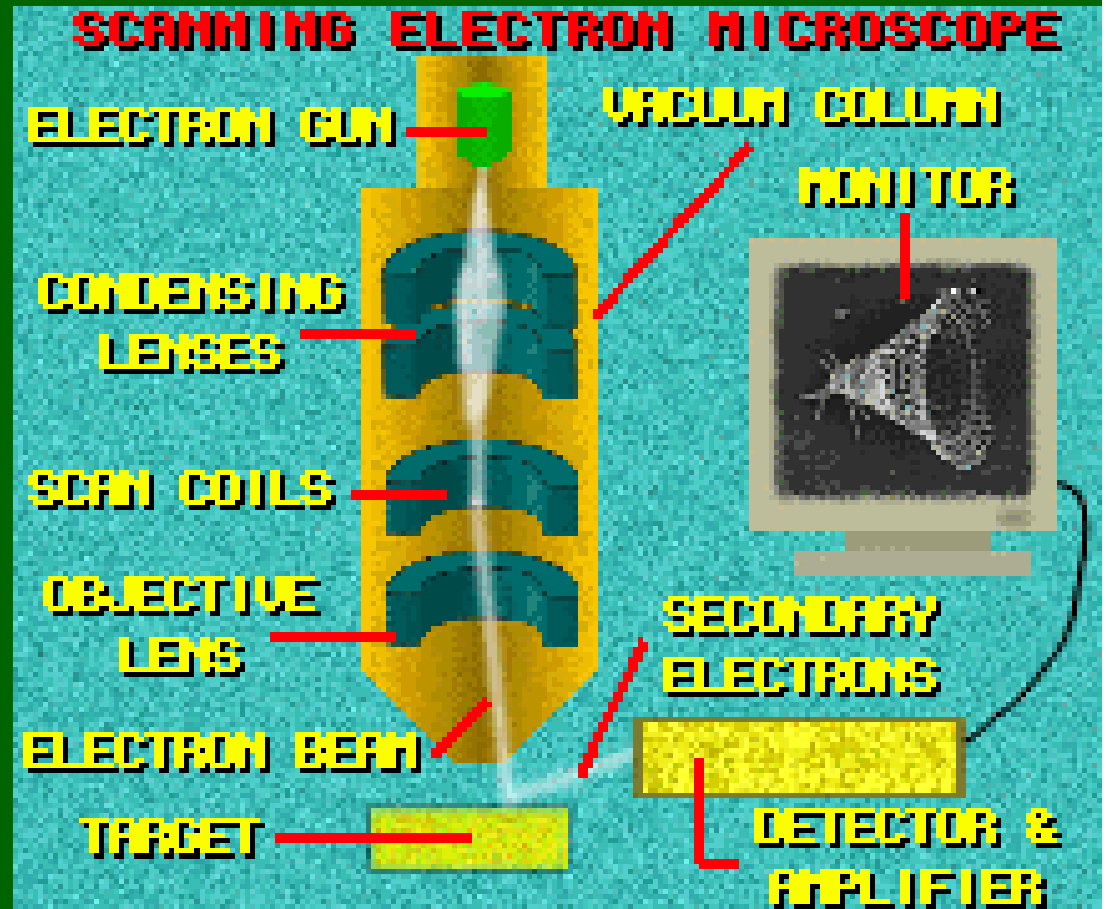 SCANNING ELECTRON MICROSCOPE
ELECTRON GUN
VACUUM COLUMN
MONITOR
CONDENSING
LENSES
SCAN COILS
OBJECTIVE
LENS
SECONDARY
ELECTRONS
ELECTRON BEAM
TARGET
DETECTOR &
AMPLIFIER